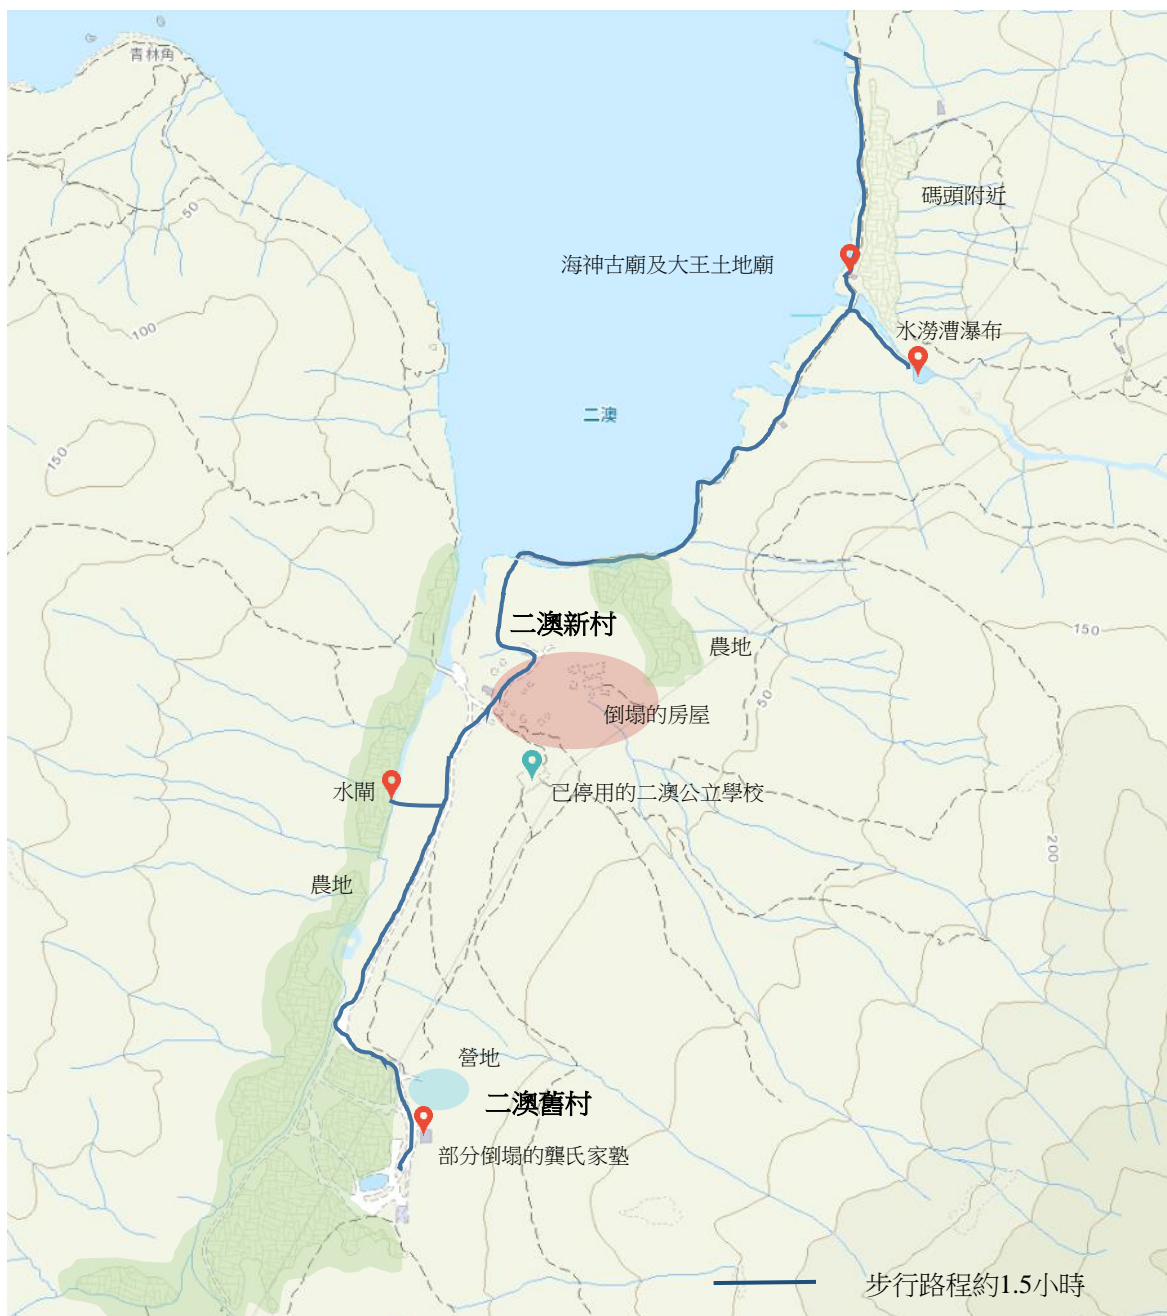 青林角
50
碼頭附近
海神古廟及大王土地廟
100
水澇漕瀑布
150
二澳
二澳新村
150
農地
50
倒塌的房屋
水閘
已停用的二澳公立學校
200
農地
營地
二澳舊村
部分倒塌的龔氏家塾
步行路程約1.5小時